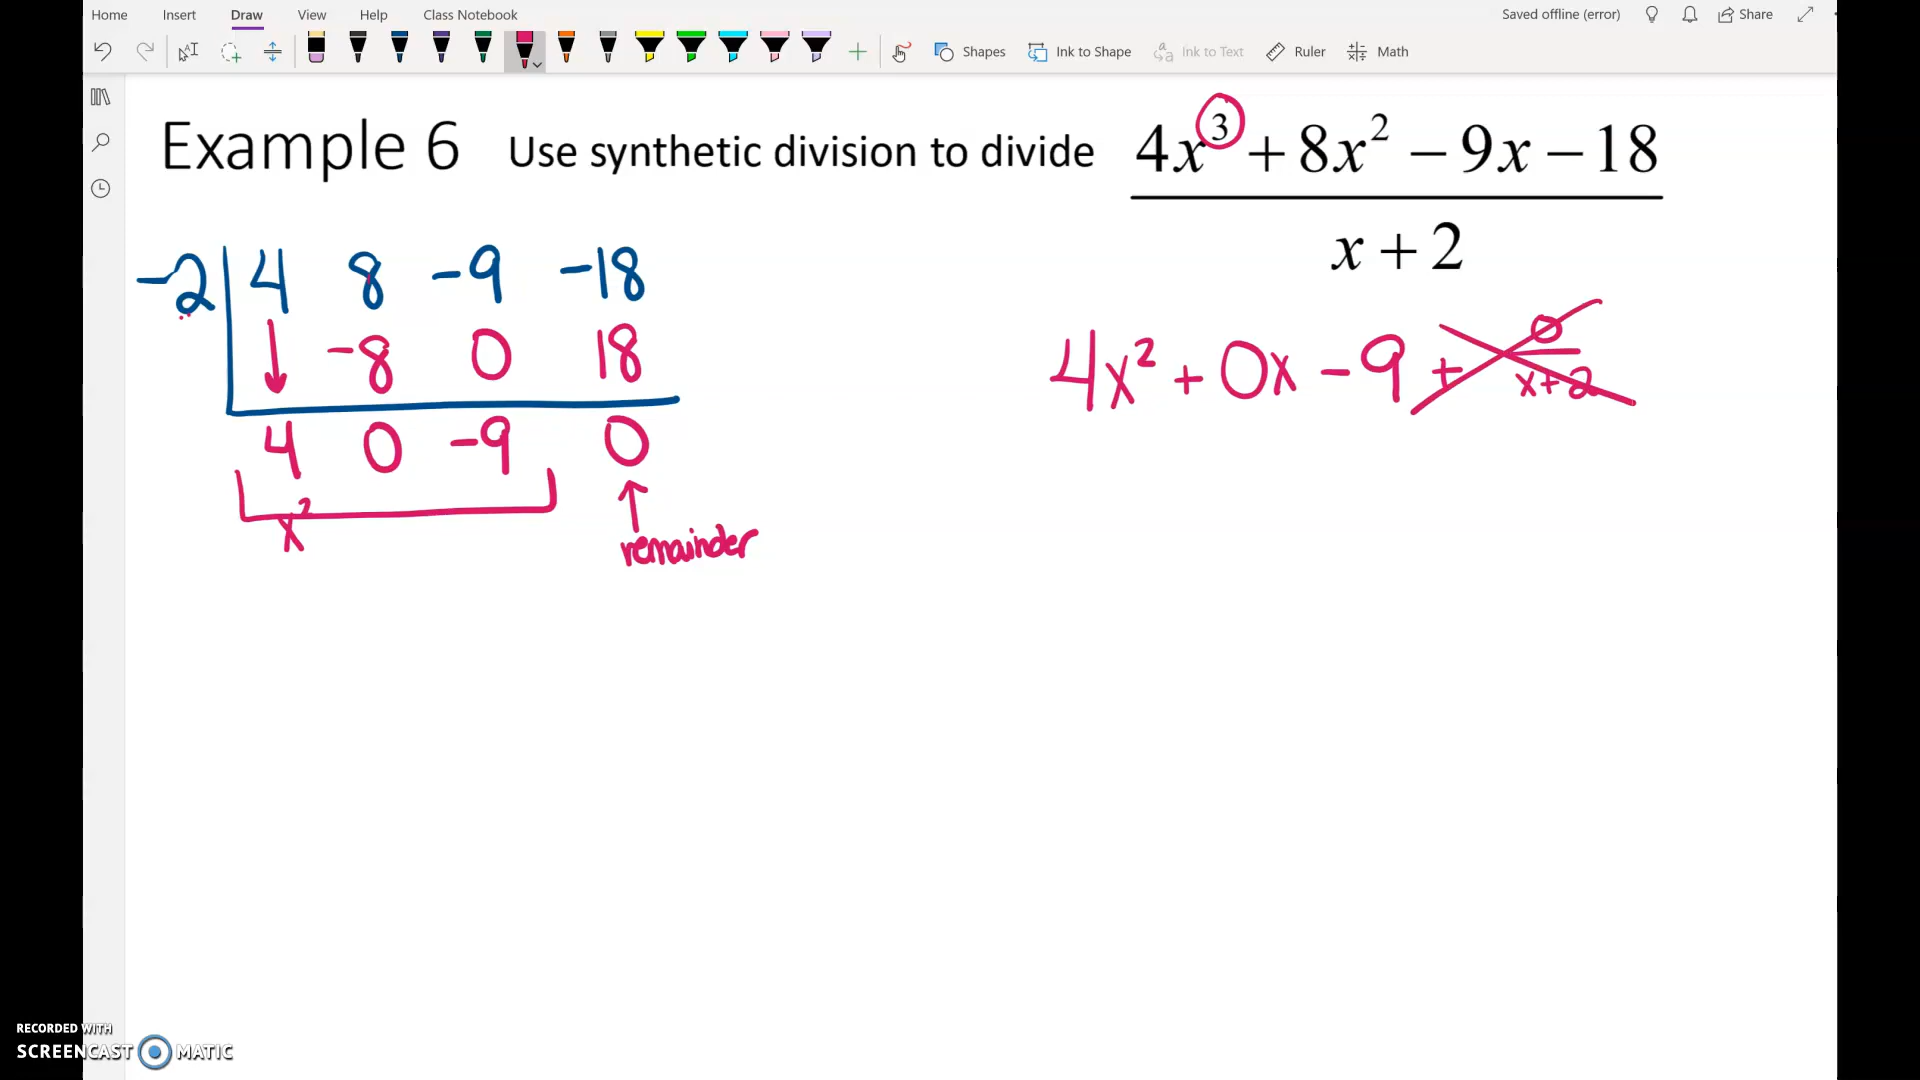 Home Insert Draw View Help Class Notebook Saved offline (error) Share
Shapes Ink to Shape Ink to Text Ruler Math
Example 6 Use synthetic division to divide
4x³ + 8x² − 9x − 18
x + 2
-2 4 8 -9 -18
-8 0 18
4 0 -9 0
x²
remainder
4x² + 0x - 9 + 0
x+2
RECORDED WITH
SCREENCAST MATIC